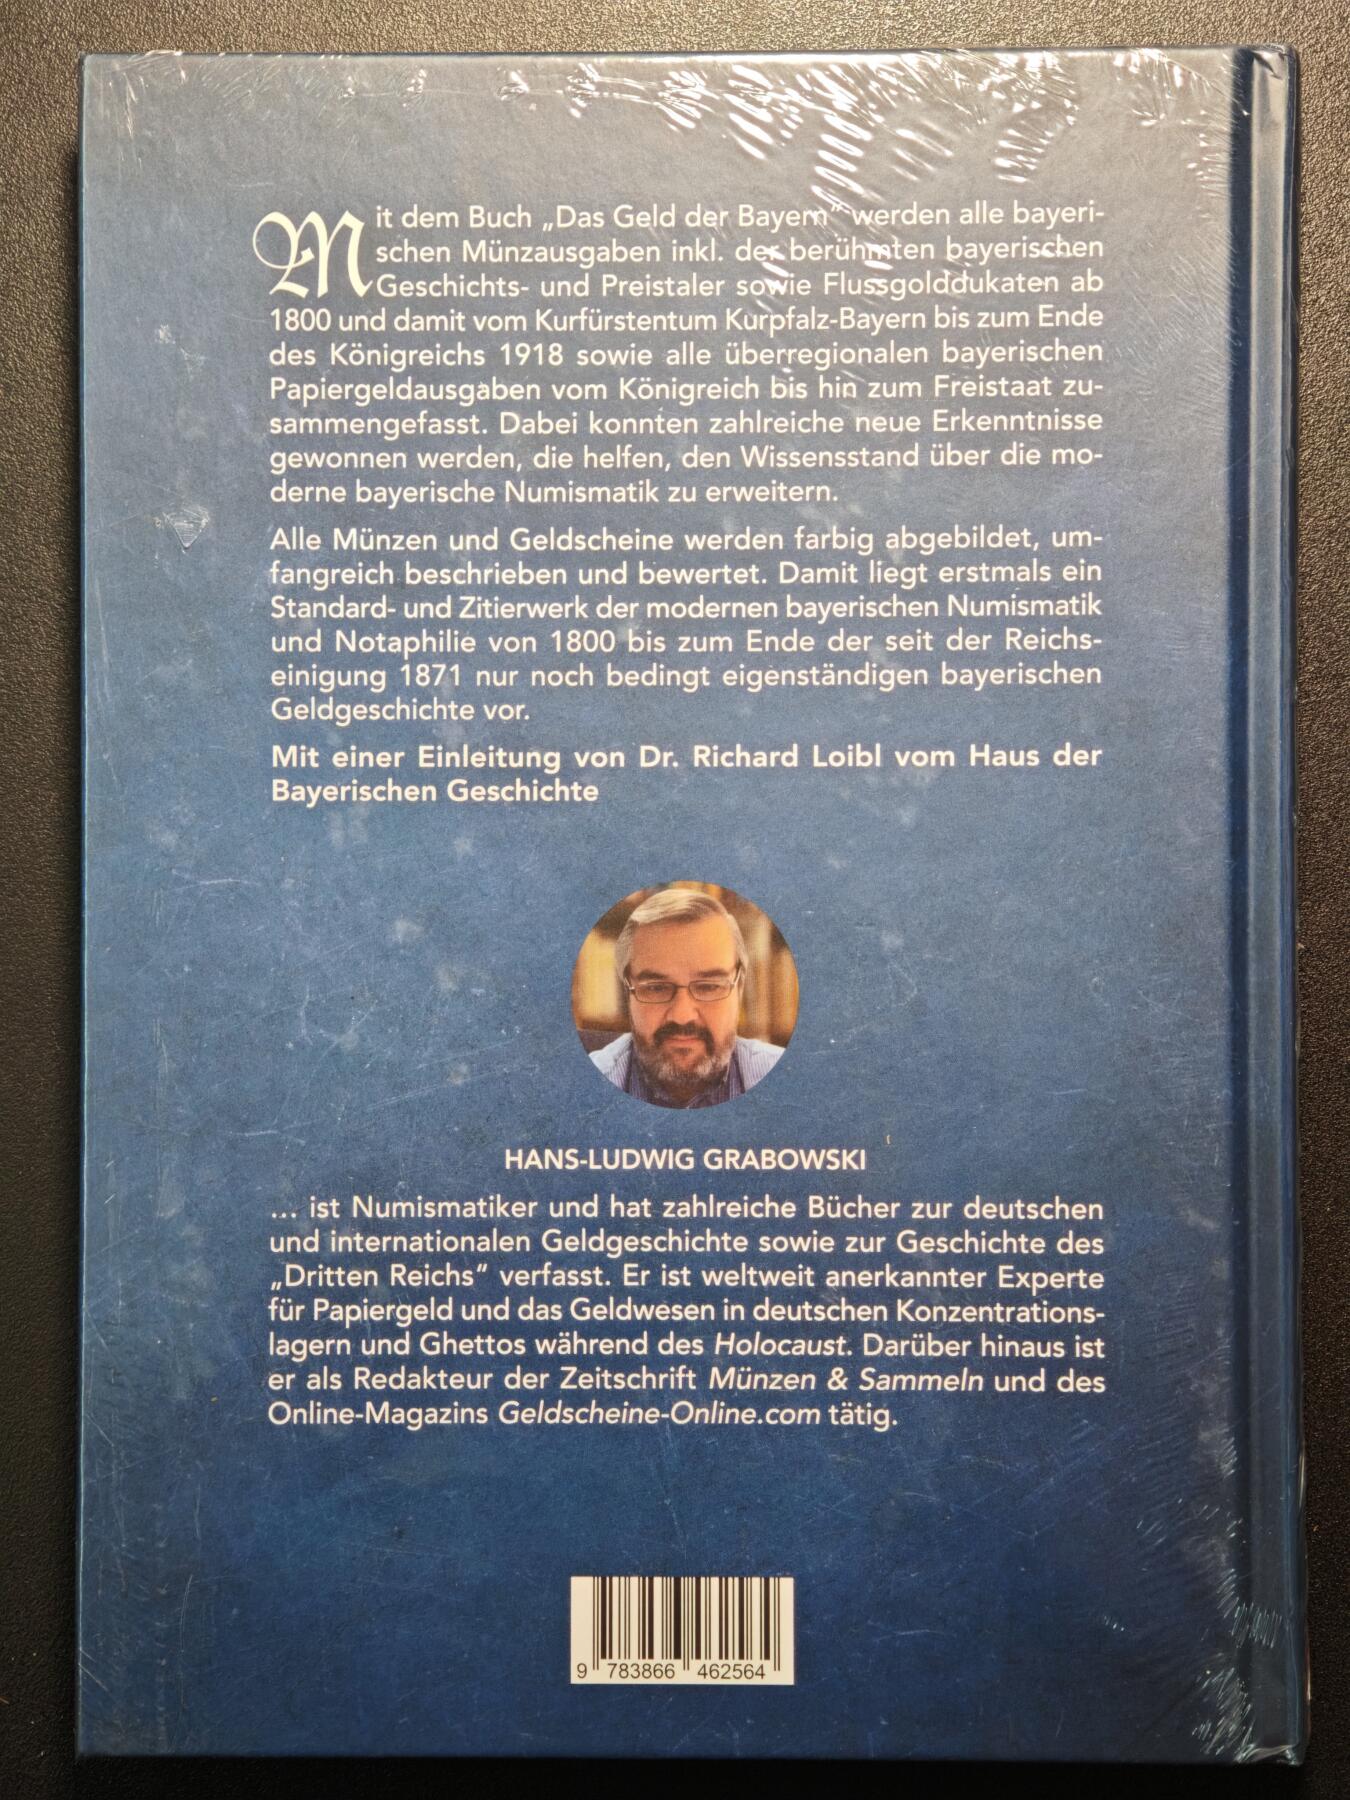 Mit dem Buch „Das Geld der Bayern“ werden alle bayeri-
schen Münzausgaben inkl. der berühmten bayerischen
Geschichts- und Preistaler sowie Flussgolddukaten ab
1800 und damit vom Kurfürstentum Kurpfalz-Bayern bis zum Ende
des Königreichs 1918 sowie alle überregionalen bayerischen
Papiergeldausgaben vom Königreich bis hin zum Freistaat zu-
sammengefasst. Dabei konnten zahlreiche neue Erkenntnisse
gewonnen werden, die helfen, den Wissensstand über die mo-
derne bayerische Numismatik zu erweitern.
Alle Münzen und Geldscheine werden farbig abgebildet, um-
fangreich beschrieben und bewertet. Damit liegt erstmals ein
Standard- und Zitierwerk der modernen bayerischen Numismatik
und Notaphilie von 1800 bis zum Ende der seit der Reichs-
einigung 1871 nur noch bedingt eigenständigen bayerischen
Geldgeschichte vor.
Mit einer Einleitung von Dr. Richard Loibl vom Haus der
Bayerischen Geschichte
HANS-LUDWIG GRABOWSKI
... ist Numismatiker und hat zahlreiche Bücher zur deutschen
und internationalen Geldgeschichte sowie zur Geschichte des
„Dritten Reichs“ verfasst. Er ist weltweit anerkannter Experte
für Papiergeld und das Geldwesen in deutschen Konzentrations-
lagern und Ghettos während des Holocaust. Darüber hinaus ist
er als Redakteur der Zeitschrift Münzen & Sammeln und des
Online-Magazins Geldscheine-Online.com tätig.
9 783866 462564